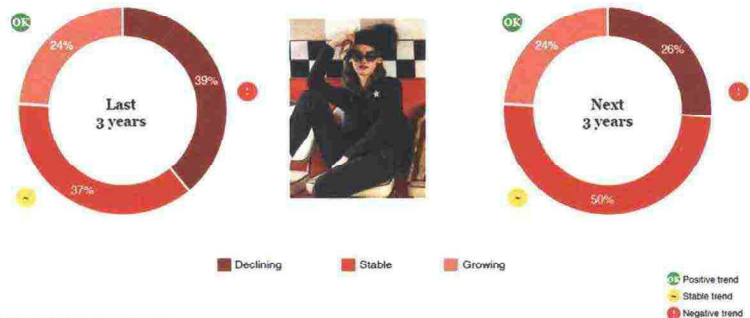 OK
24%
39%
!
Last
3 years
37%
~
OK
24%
26%
!
Next
3 years
50%
~
Declining
Stable
Growing
OK Positive trend
~ Stable trend
! Negative trend